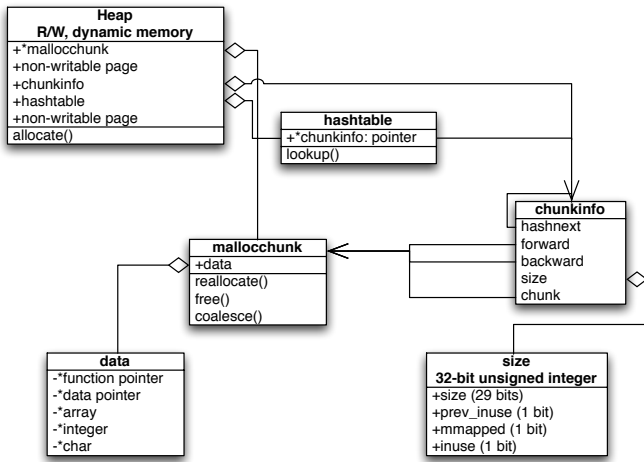 Heap
R/W, dynamic memory
+*mallocchunk
+non-writable page
+chunkinfo
+hashtable
+non-writable page
allocate()
hashtable
+*chunkinfo: pointer
lookup()
chunkinfo
hashnext
forward
backward
size
chunk
mallocchunk
+data
reallocate()
free()
coalesce()
data
-*function pointer
-*data pointer
-*array
-*integer
-*char
size
32-bit unsigned integer
+size (29 bits)
+prev_inuse (1 bit)
+mmapped (1 bit)
+inuse (1 bit)